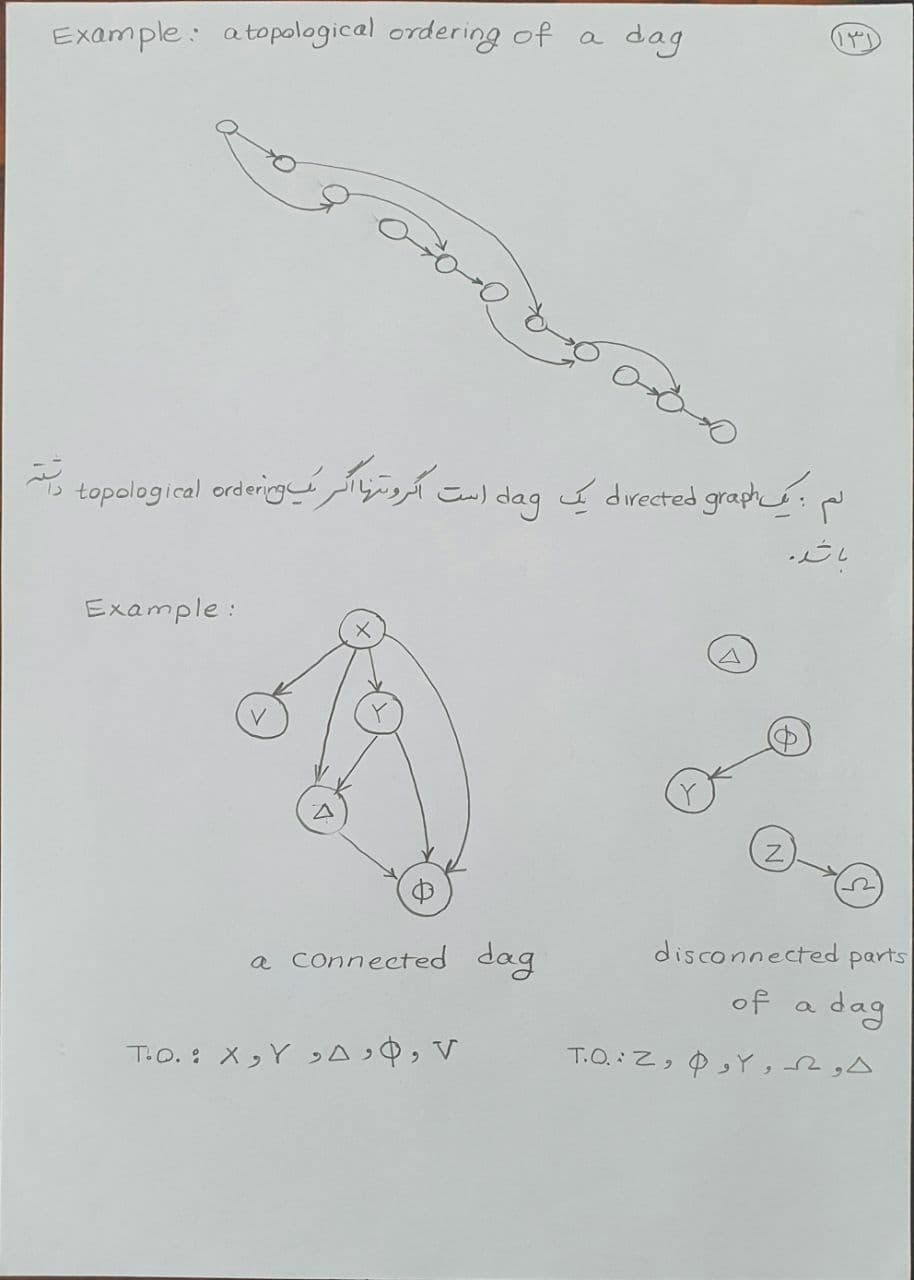 Example: a topological ordering of a dag
۱۳۱
لم: یک directed graph یک dag است اگر و تنها اگر یک topological ordering داشته
باشد.
Example:
X
V
Y
Δ
Φ
a connected dag
T.O.: X, Y, Δ, Φ, V
Δ
Φ
Y
Z
Ω
disconnected parts
of a dag
T.O.: Z, Φ, Y, Ω, Δ